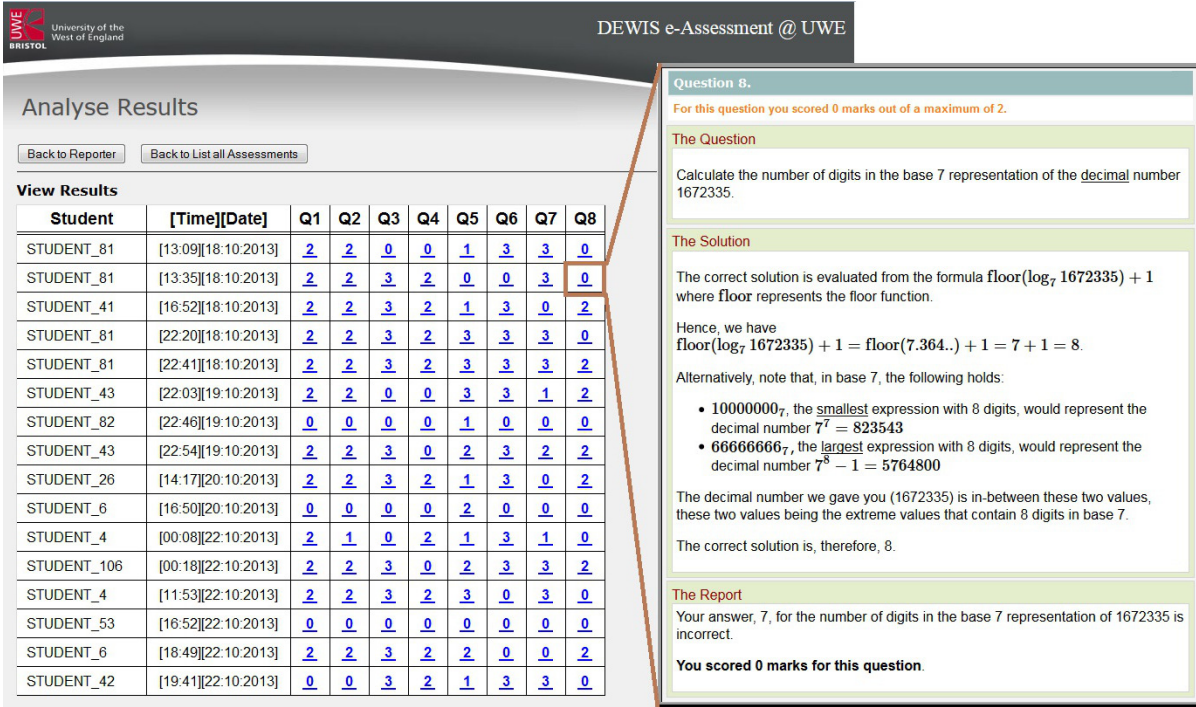 UWE
BRISTOL
University of the
West of England
DEWIS e-Assessment @ UWE
Analyse Results
Back to Reporter Back to List all Assessments
View Results
Student [Time][Date] Q1 Q2 Q3 Q4 Q5 Q6 Q7 Q8
STUDENT_81 [13:09][18:10:2013] 2 2 0 0 1 3 3 0
STUDENT_81 [13:35][18:10:2013] 2 2 3 2 0 0 3 0
STUDENT_41 [16:52][18:10:2013] 2 2 3 2 1 3 0 2
STUDENT_81 [22:20][18:10:2013] 2 2 3 2 3 3 3 0
STUDENT_81 [22:41][18:10:2013] 2 2 3 2 3 3 3 2
STUDENT_43 [22:03][19:10:2013] 2 2 0 0 3 3 1 2
STUDENT_82 [22:46][19:10:2013] 0 0 0 0 1 0 0 0
STUDENT_43 [22:54][19:10:2013] 2 2 3 0 2 3 2 2
STUDENT_26 [14:17][20:10:2013] 2 2 3 2 1 3 0 2
STUDENT_6 [16:50][20:10:2013] 0 0 0 0 2 0 0 0
STUDENT_4 [00:08][22:10:2013] 2 1 0 2 1 3 1 0
STUDENT_106 [00:18][22:10:2013] 2 2 3 0 2 3 3 2
STUDENT_4 [11:53][22:10:2013] 2 2 3 2 3 0 3 0
STUDENT_53 [16:52][22:10:2013] 0 0 0 0 0 0 0 0
STUDENT_6 [18:49][22:10:2013] 2 2 3 2 2 0 0 2
STUDENT_42 [19:41][22:10:2013] 0 0 3 2 1 3 3 0
Question 8.
For this question you scored 0 marks out of a maximum of 2.
The Question
Calculate the number of digits in the base 7 representation of the decimal number
1672335.
The Solution
The correct solution is evaluated from the formula floor(log₇ 1672335) + 1
where floor represents the floor function.
Hence, we have
floor(log₇ 1672335) + 1 = floor(7.364..) + 1 = 7 + 1 = 8.
Alternatively, note that, in base 7, the following holds:
• 10000000₇, the smallest expression with 8 digits, would represent the
decimal number 7⁷ = 823543
• 66666666₇, the largest expression with 8 digits, would represent the
decimal number 7⁸ − 1 = 5764800
The decimal number we gave you (1672335) is in-between these two values,
these two values being the extreme values that contain 8 digits in base 7.
The correct solution is, therefore, 8.
The Report
Your answer, 7, for the number of digits in the base 7 representation of 1672335 is
incorrect.
You scored 0 marks for this question.